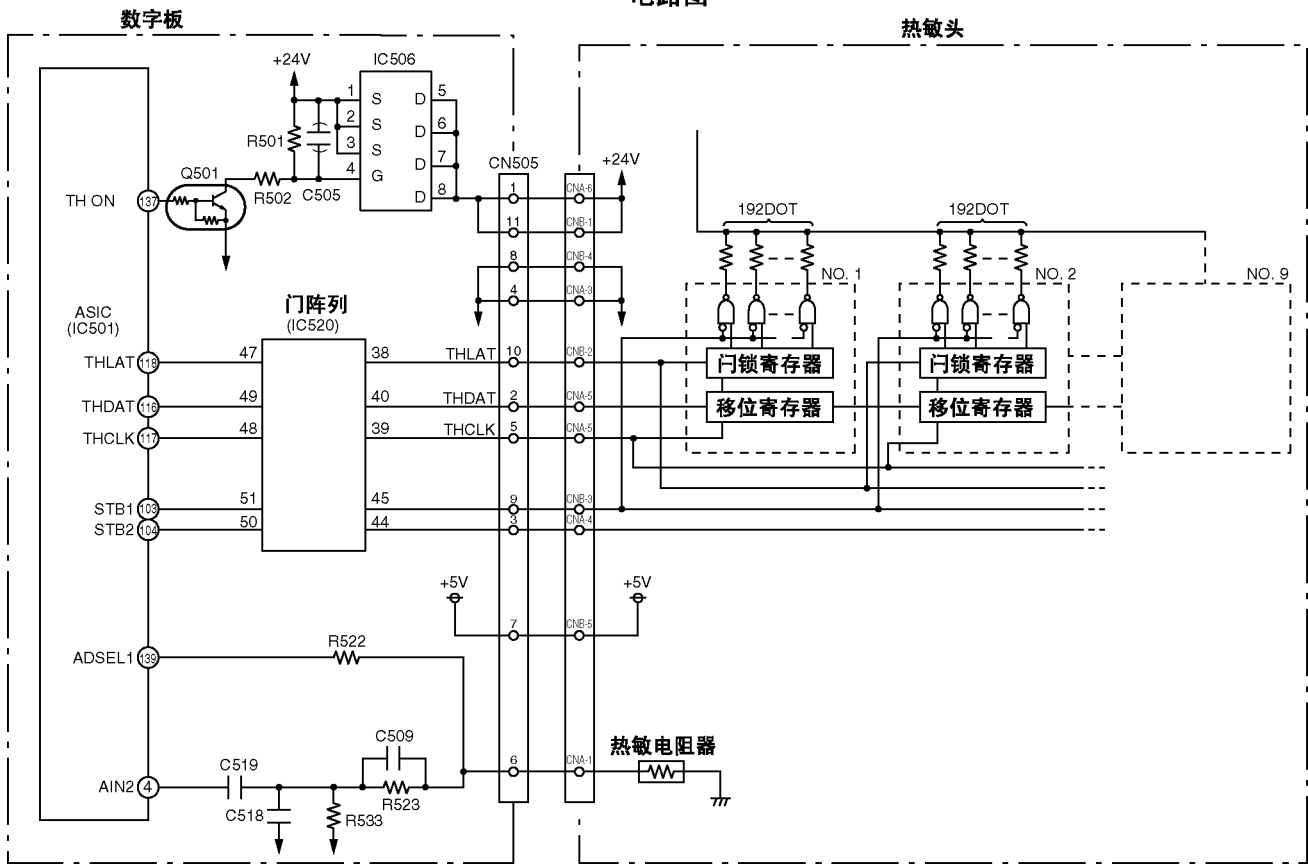 数字板
热敏头
+24V
IC506
1
S
D
5
2
S
D
6
3
S
D
7
4
G
D
8
R501
C505
R502
Q501
TH ON
137
CN505
+24V
1
CNA-6
11
CNB-1
8
CNB-4
4
CNA-3
192DOT
192DOT
NO. 1
NO. 2
NO. 9
ASIC
(IC501)
门阵列
(IC520)
THLAT
118
47
38
THLAT
10
CNB-2
闩锁寄存器
闩锁寄存器
THDAT
116
49
40
THDAT
2
CNA-5
移位寄存器
移位寄存器
THCLK
117
48
39
THCLK
5
CNA-5
STB1
103
51
45
9
CNB-3
STB2
104
50
44
3
CNA-4
+5V
+5V
7
CNB-5
ADSEL1
139
R522
C509
6
CNA-1
热敏电阻器
AIN2
4
C519
C518
R533
R523